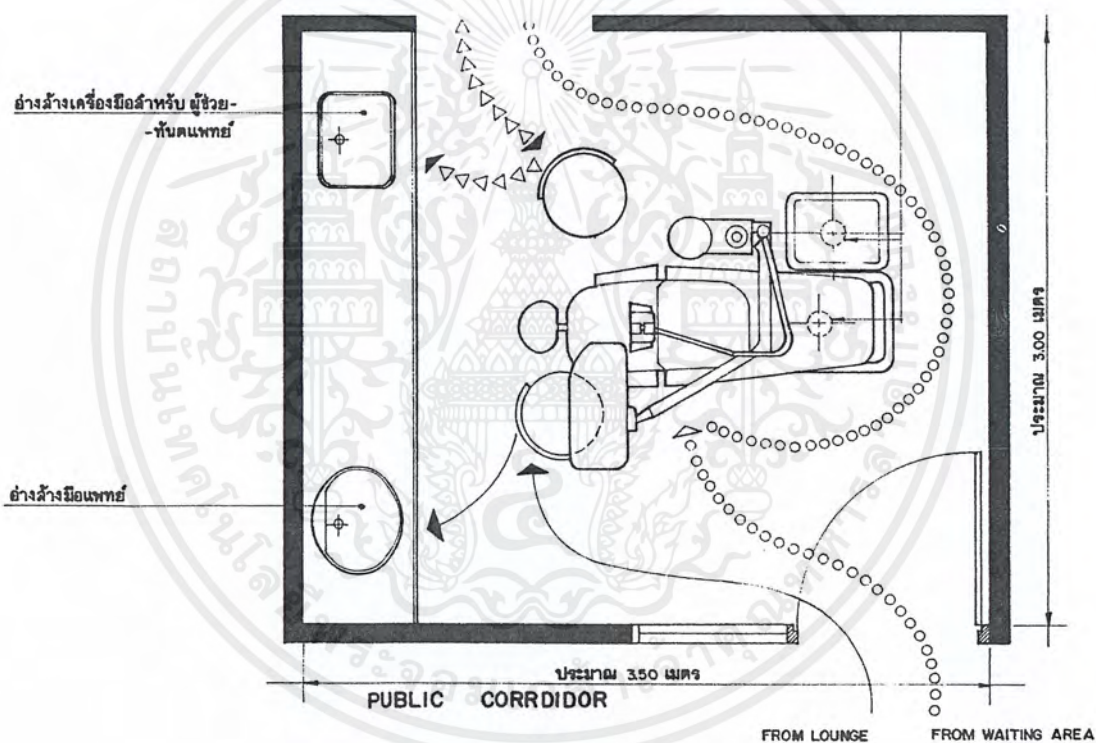 อ่างล้างเครื่องมือสำหรับ ผู้ช่วย-
-ทันตแพทย์
อ่างล้างมือแพทย์
ประมาณ 3.00 เมตร
ประมาณ 3.50 เมตร
PUBLIC CORRDIDOR
FROM LOUNGE
FROM WAITING AREA